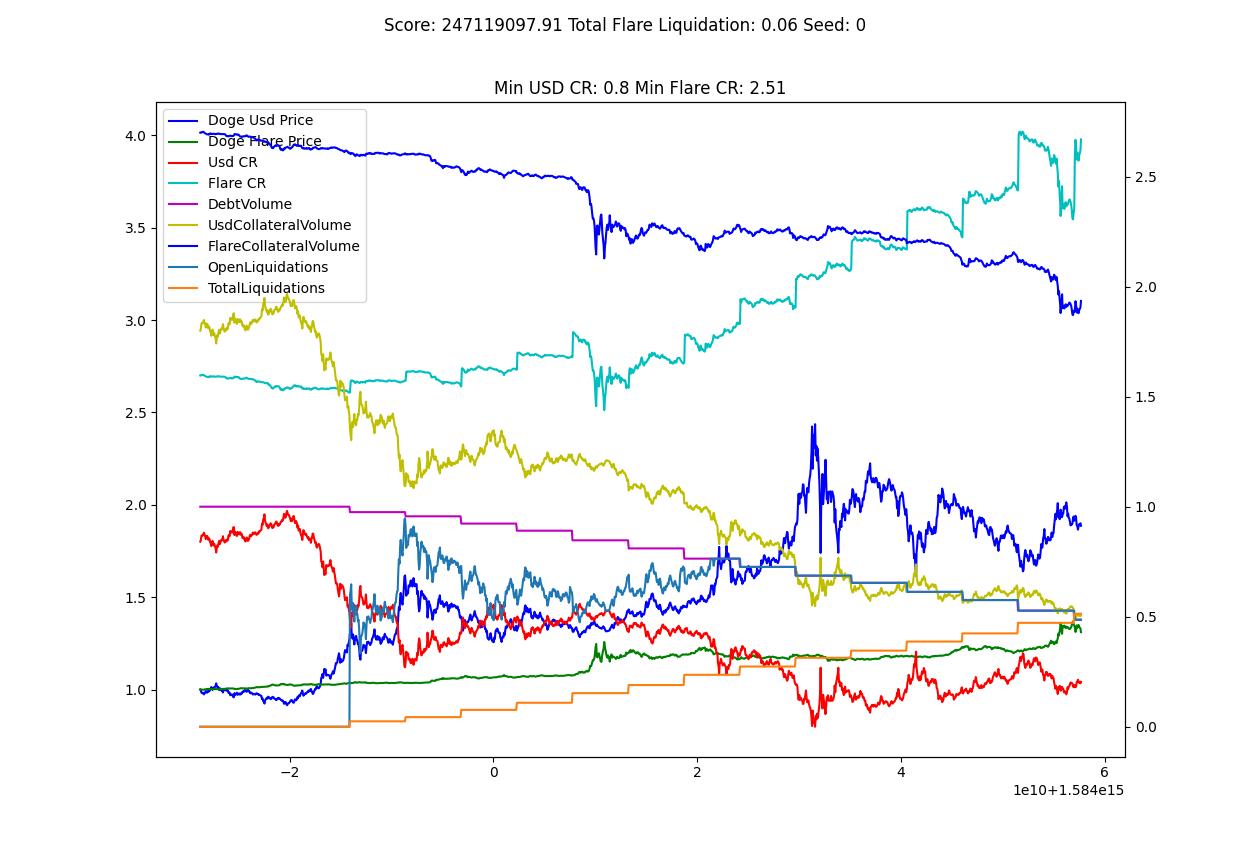 Score: 247119097.91 Total Flare Liquidation: 0.06 Seed: 0
Min USD CR: 0.8 Min Flare CR: 2.51
Doge Usd Price
Doge Flare Price
Usd CR
Flare CR
DebtVolume
UsdCollateralVolume
FlareCollateralVolume
OpenLiquidations
TotalLiquidations
4.0
3.5
3.0
2.5
2.0
1.5
1.0
2.5
2.0
1.5
1.0
0.5
0.0
−2 0 2 4 6
1e10+1.584e15